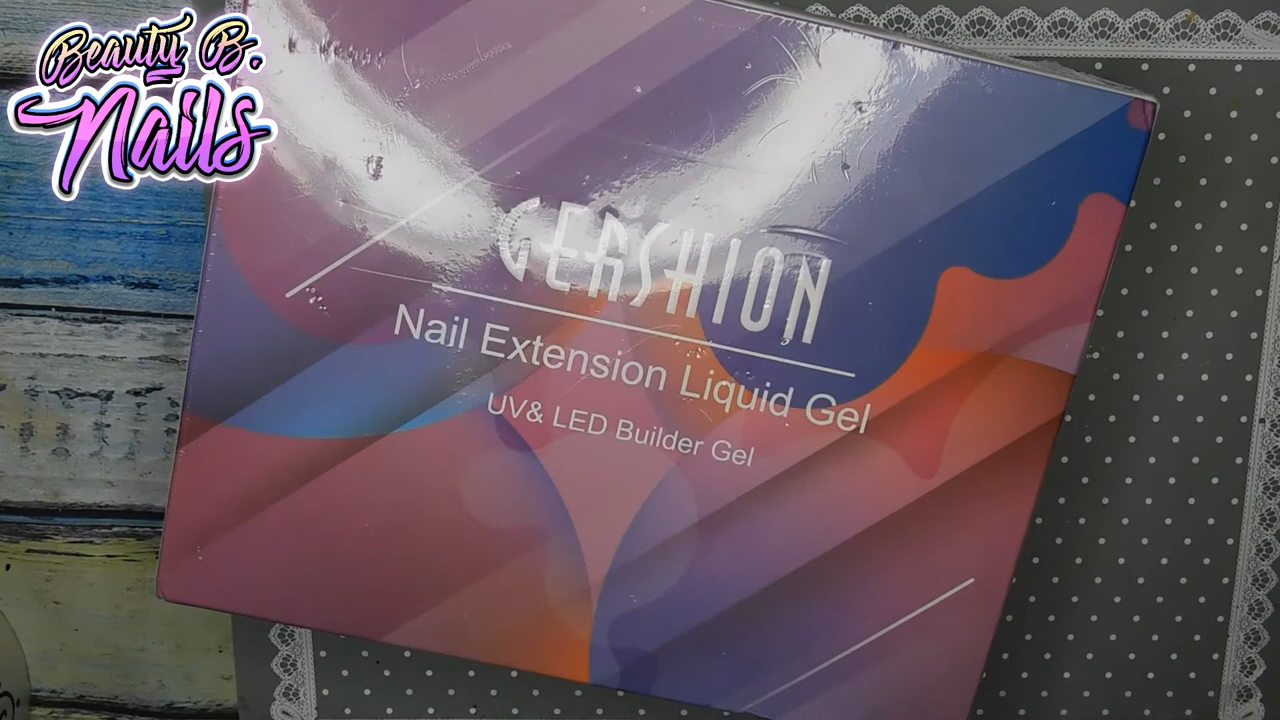 Beauty B.
Nails
GERSHION
Nail Extension Liquid Gel
UV& LED Builder Gel